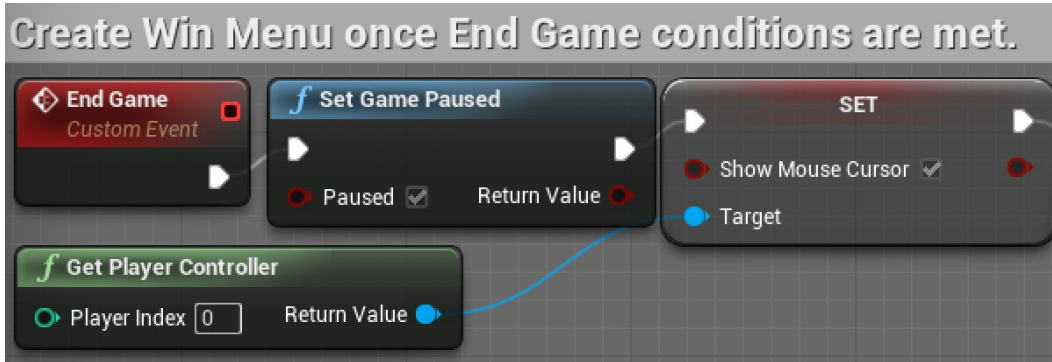 Create Win Menu once End Game conditions are met.
End Game
Custom Event
f Set Game Paused
Paused
Return Value
SET
Show Mouse Cursor
Target
f Get Player Controller
Player Index 0
Return Value